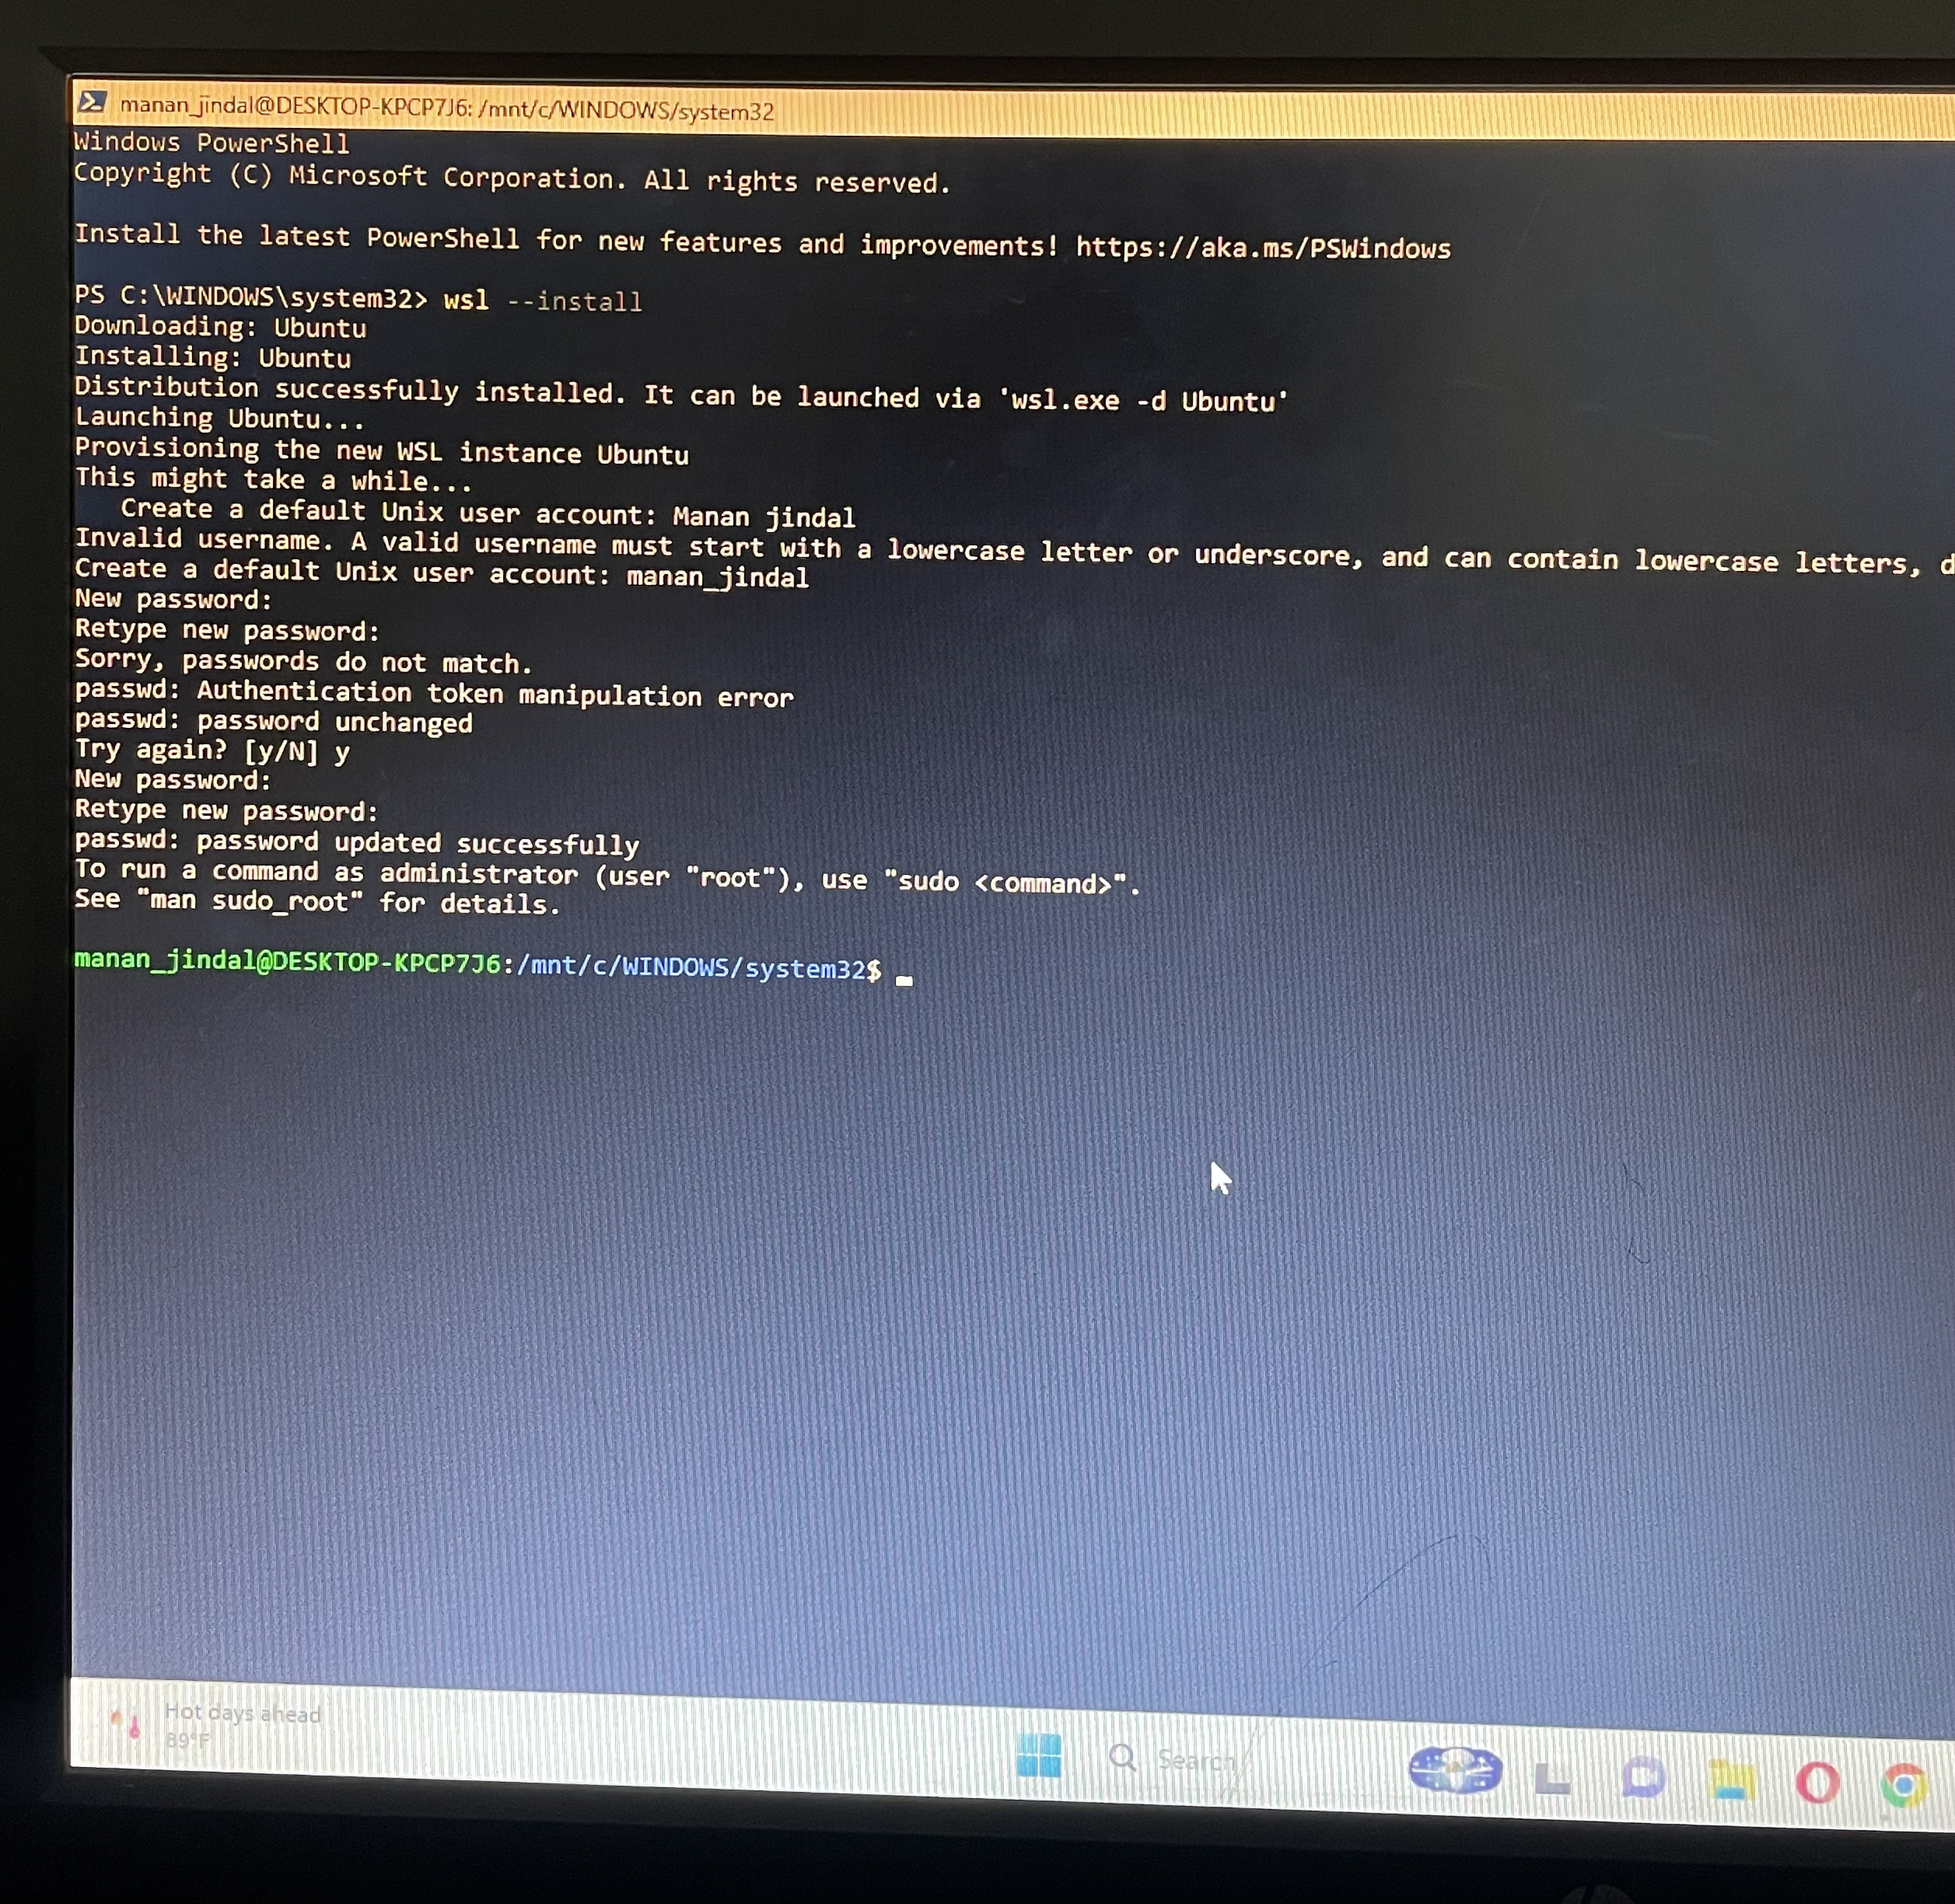 manan_jindal@DESKTOP-KPCP7J6: /mnt/c/WINDOWS/system32
Windows PowerShell
Copyright (C) Microsoft Corporation. All rights reserved.
Install the latest PowerShell for new features and improvements! https://aka.ms/PSWindows
PS C:\WINDOWS\system32> wsl --install
Downloading: Ubuntu
Installing: Ubuntu
Distribution successfully installed. It can be launched via 'wsl.exe -d Ubuntu'
Launching Ubuntu...
Provisioning the new WSL instance Ubuntu
This might take a while...
Create a default Unix user account: Manan jindal
Invalid username. A valid username must start with a lowercase letter or underscore, and can contain lowercase letters, d
Create a default Unix user account: manan_jindal
New password:
Retype new password:
Sorry, passwords do not match.
passwd: Authentication token manipulation error
passwd: password unchanged
Try again? [y/N] y
New password:
Retype new password:
passwd: password updated successfully
To run a command as administrator (user "root"), use "sudo <command>".
See "man sudo_root" for details.
manan_jindal@DESKTOP-KPCP7J6:/mnt/c/WINDOWS/system32$
Hot days ahead
89°F
Search